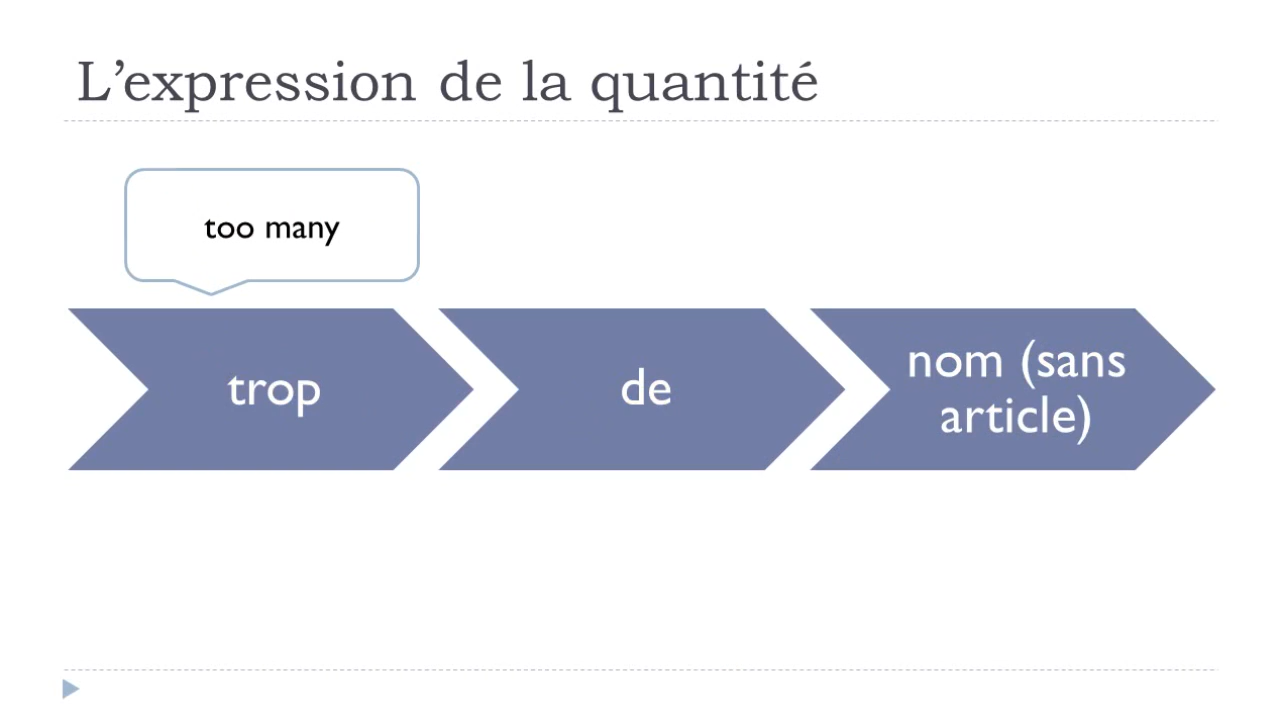 L’expression de la quantité
too many
trop
de
nom (sans
article)